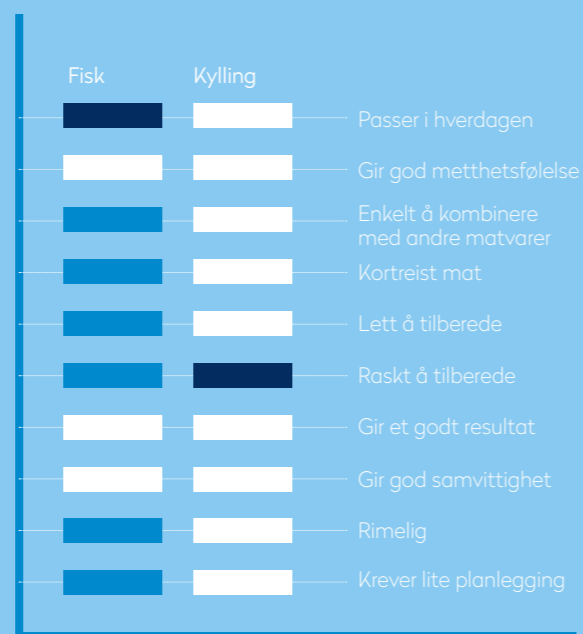 Fisk Kylling
Passer i hverdagen
Gir god metthetsfølelse
Enkelt å kombinere
med andre matvarer
Kortreist mat
Lett å tilberede
Raskt å tilberede
Gir et godt resultat
Gir god samvittighet
Rimelig
Krever lite planlegging